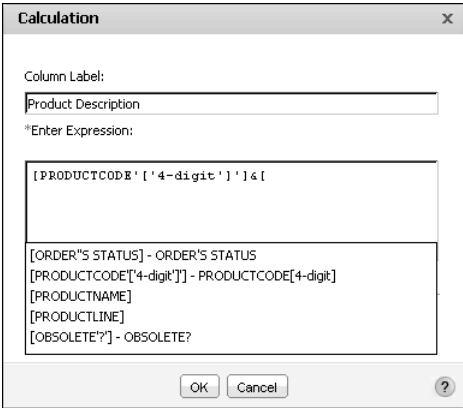 Calculation x
Column Label:
Product Description
*Enter Expression:
[PRODUCTCODE'['4-digit']']&[
[ORDER''S STATUS] - ORDER'S STATUS
[PRODUCTCODE'['4-digit']'] - PRODUCTCODE[4-digit]
[PRODUCTNAME]
[PRODUCTLINE]
[OBSOLETE'?'] - OBSOLETE?
OK Cancel ?